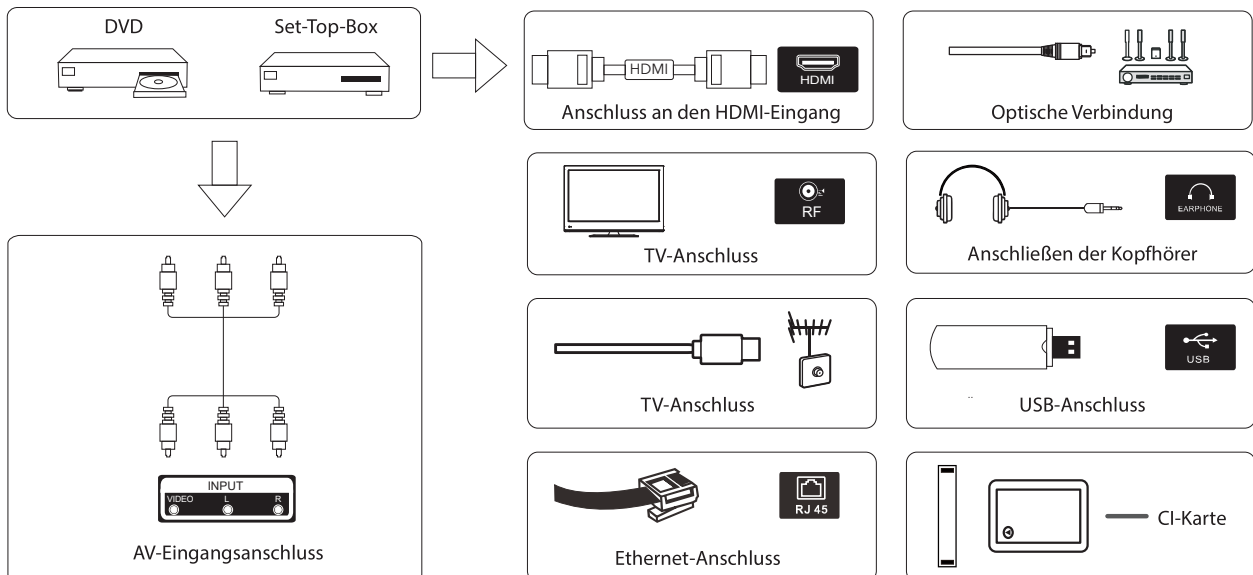 DVD
Set-Top-Box
HDMI
HDMI
Anschluss an den HDMI-Eingang
Optische Verbindung
RF
TV-Anschluss
EARPHONE
Anschließen der Kopfhörer
TV-Anschluss
USB
USB-Anschluss
INPUT
VIDEO L R
AV-Eingangsanschluss
RJ 45
Ethernet-Anschluss
CI-Karte